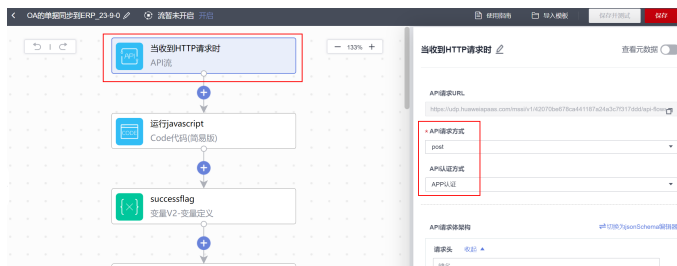 OA的单据同步到ERP_23-9-0
流暂未开启 开启
使用指南
导入模板
保存并测试
保存
当收到HTTP请求时
API流
API
133%
运行javascript
Code代码(简易版)
CODE
successflag
变量V2-变量定义
当收到HTTP请求时
查看元数据
API请求URL
* API请求方式
post
API认证方式
APP认证
API请求体架构
切换为jsonSchema编辑器
请求头 收起